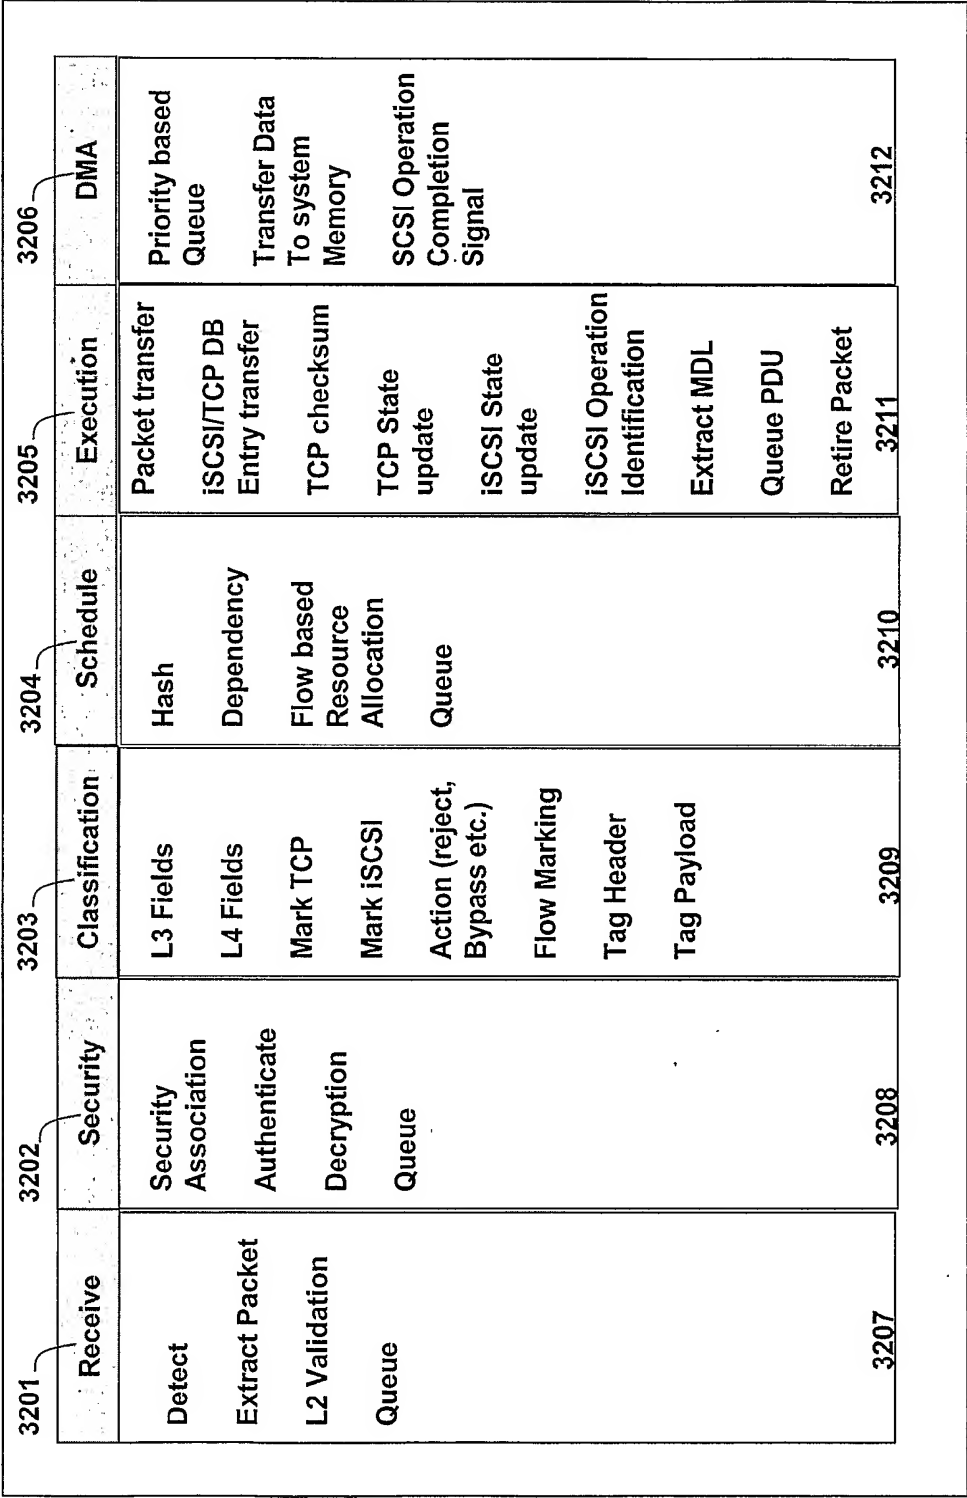 3201
Receive
Detect
Extract Packet
L2 Validation
Queue
3207
3202
Security
Security
Association
Authenticate
Decryption
Queue
3208
3203
Classification
L3 Fields
L4 Fields
Mark TCP
Mark iSCSI
Action (reject,
Bypass etc.)
Flow Marking
Tag Header
Tag Payload
3209
3204
Schedule
Hash
Dependency
Flow based
Resource
Allocation
Queue
3210
3205
Execution
Packet transfer
iSCSI/TCP DB
Entry transfer
TCP checksum
TCP State
update
iSCSI State
update
iSCSI Operation
Identification
Extract MDL
Queue PDU
Retire Packet
3211
3206
DMA
Priority based
Queue
Transfer Data
To system
Memory
SCSI Operation
Completion
Signal
3212